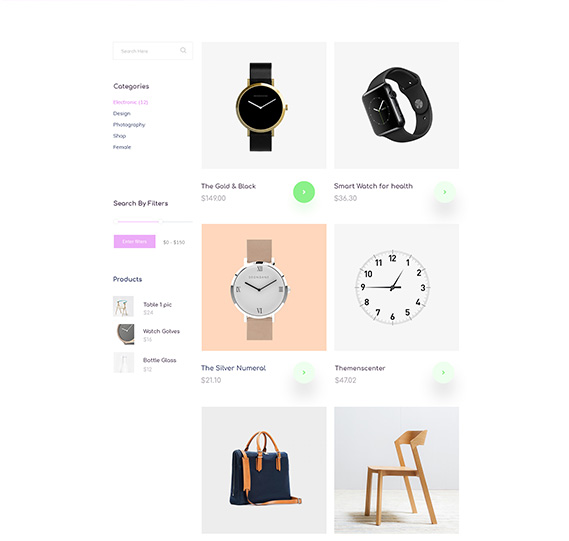 Search Here
Categories
Electronic (12)
Design
Photography
Shop
Female
Search By Filters
Enter filters
$0 - $150
Products
Table 1 pic
$24
Watch Golves
$16
Bottle Glass
$12
The Gold & Black
$149.00
Smart Watch for health
$36.30
The Silver Numeral
$21.10
12
1
2
3
4
5
6
7
8
9
10
11
Themenscenter
$47.02